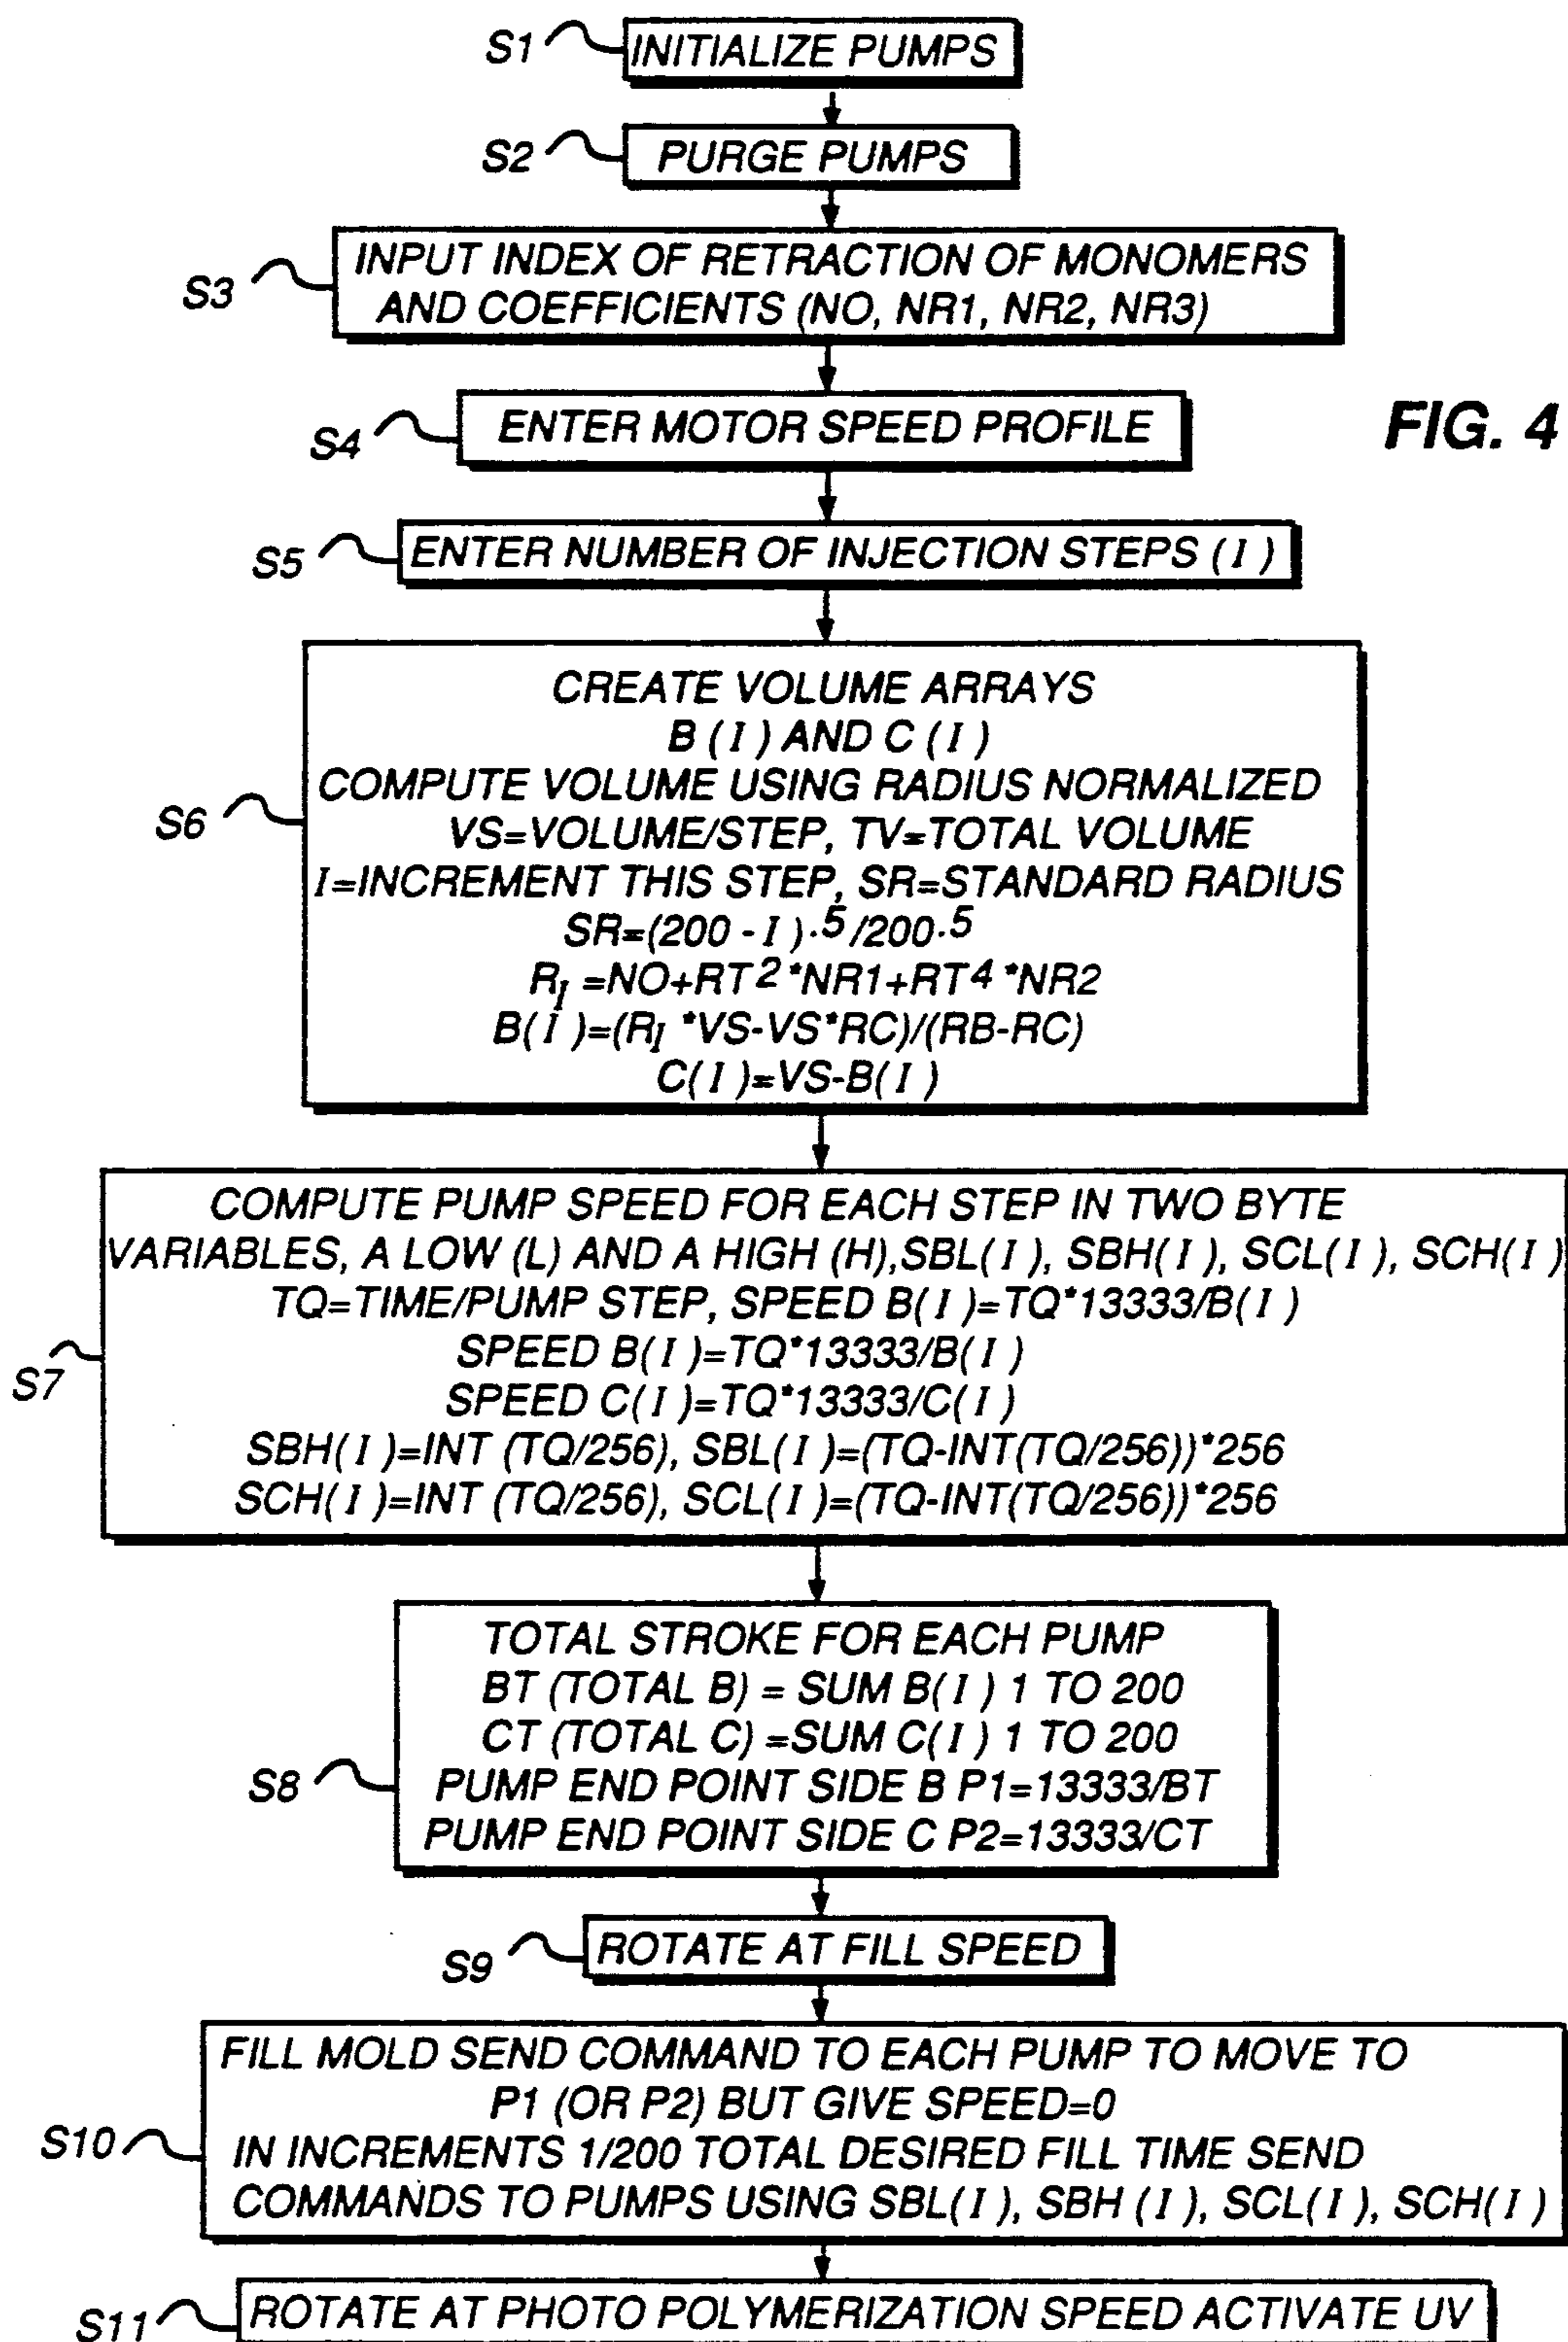 S1 INITIALIZE PUMPS
S2 PURGE PUMPS
S3 INPUT INDEX OF RETRACTION OF MONOMERS
AND COEFFICIENTS (NO, NR1, NR2, NR3)
S4 ENTER MOTOR SPEED PROFILE
FIG. 4
S5 ENTER NUMBER OF INJECTION STEPS (I)
S6
CREATE VOLUME ARRAYS
B (I) AND C (I)
COMPUTE VOLUME USING RADIUS NORMALIZED
VS=VOLUME/STEP, TV=TOTAL VOLUME
I=INCREMENT THIS STEP, SR=STANDARD RADIUS
SR=(200 - I)·5/200·5
R_I =NO+RT²*NR1+RT⁴*NR2
B(I)=(R_I *VS-VS*RC)/(RB-RC)
C(I)=VS-B(I)
S7
COMPUTE PUMP SPEED FOR EACH STEP IN TWO BYTE
VARIABLES, A LOW (L) AND A HIGH (H),SBL(I), SBH(I), SCL(I), SCH(I)
TQ=TIME/PUMP STEP, SPEED B(I)=TQ*13333/B(I)
SPEED B(I)=TQ*13333/B(I)
SPEED C(I)=TQ*13333/C(I)
SBH(I)=INT (TQ/256), SBL(I)=(TQ-INT(TQ/256))*256
SCH(I)=INT (TQ/256), SCL(I)=(TQ-INT(TQ/256))*256
S8
TOTAL STROKE FOR EACH PUMP
BT (TOTAL B) = SUM B(I) 1 TO 200
CT (TOTAL C) =SUM C(I) 1 TO 200
PUMP END POINT SIDE B P1=13333/BT
PUMP END POINT SIDE C P2=13333/CT
S9 ROTATE AT FILL SPEED
S10
FILL MOLD SEND COMMAND TO EACH PUMP TO MOVE TO
P1 (OR P2) BUT GIVE SPEED=0
IN INCREMENTS 1/200 TOTAL DESIRED FILL TIME SEND
COMMANDS TO PUMPS USING SBL(I), SBH (I), SCL(I), SCH(I)
S11 ROTATE AT PHOTO POLYMERIZATION SPEED ACTIVATE UV